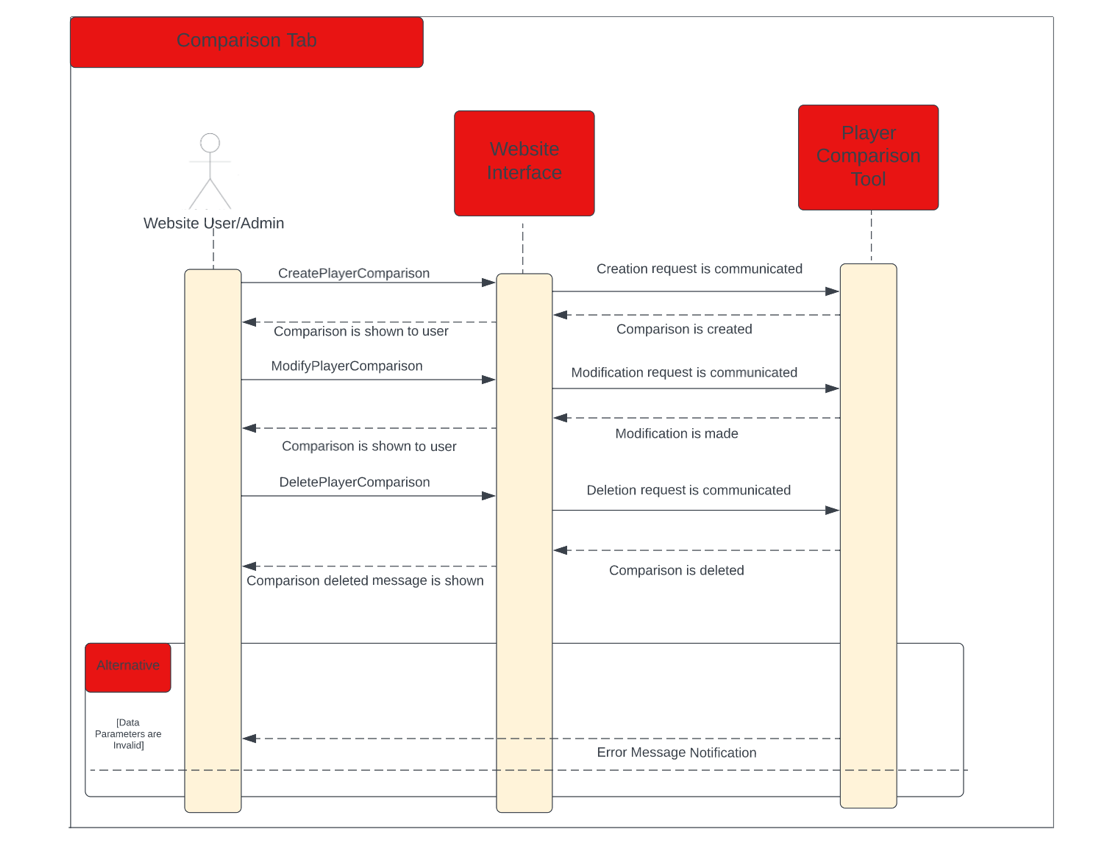 Comparison Tab
Website
Interface
Player
Comparison
Tool
Website User/Admin
CreatePlayerComparison
Creation request is communicated
Comparison is shown to user
Comparison is created
ModifyPlayerComparison
Modification request is communicated
Comparison is shown to user
Modification is made
DeletePlayerComparison
Deletion request is communicated
Comparison deleted message is shown
Comparison is deleted
Alternative
[Data
Parameters are
Invalid]
Error Message Notification